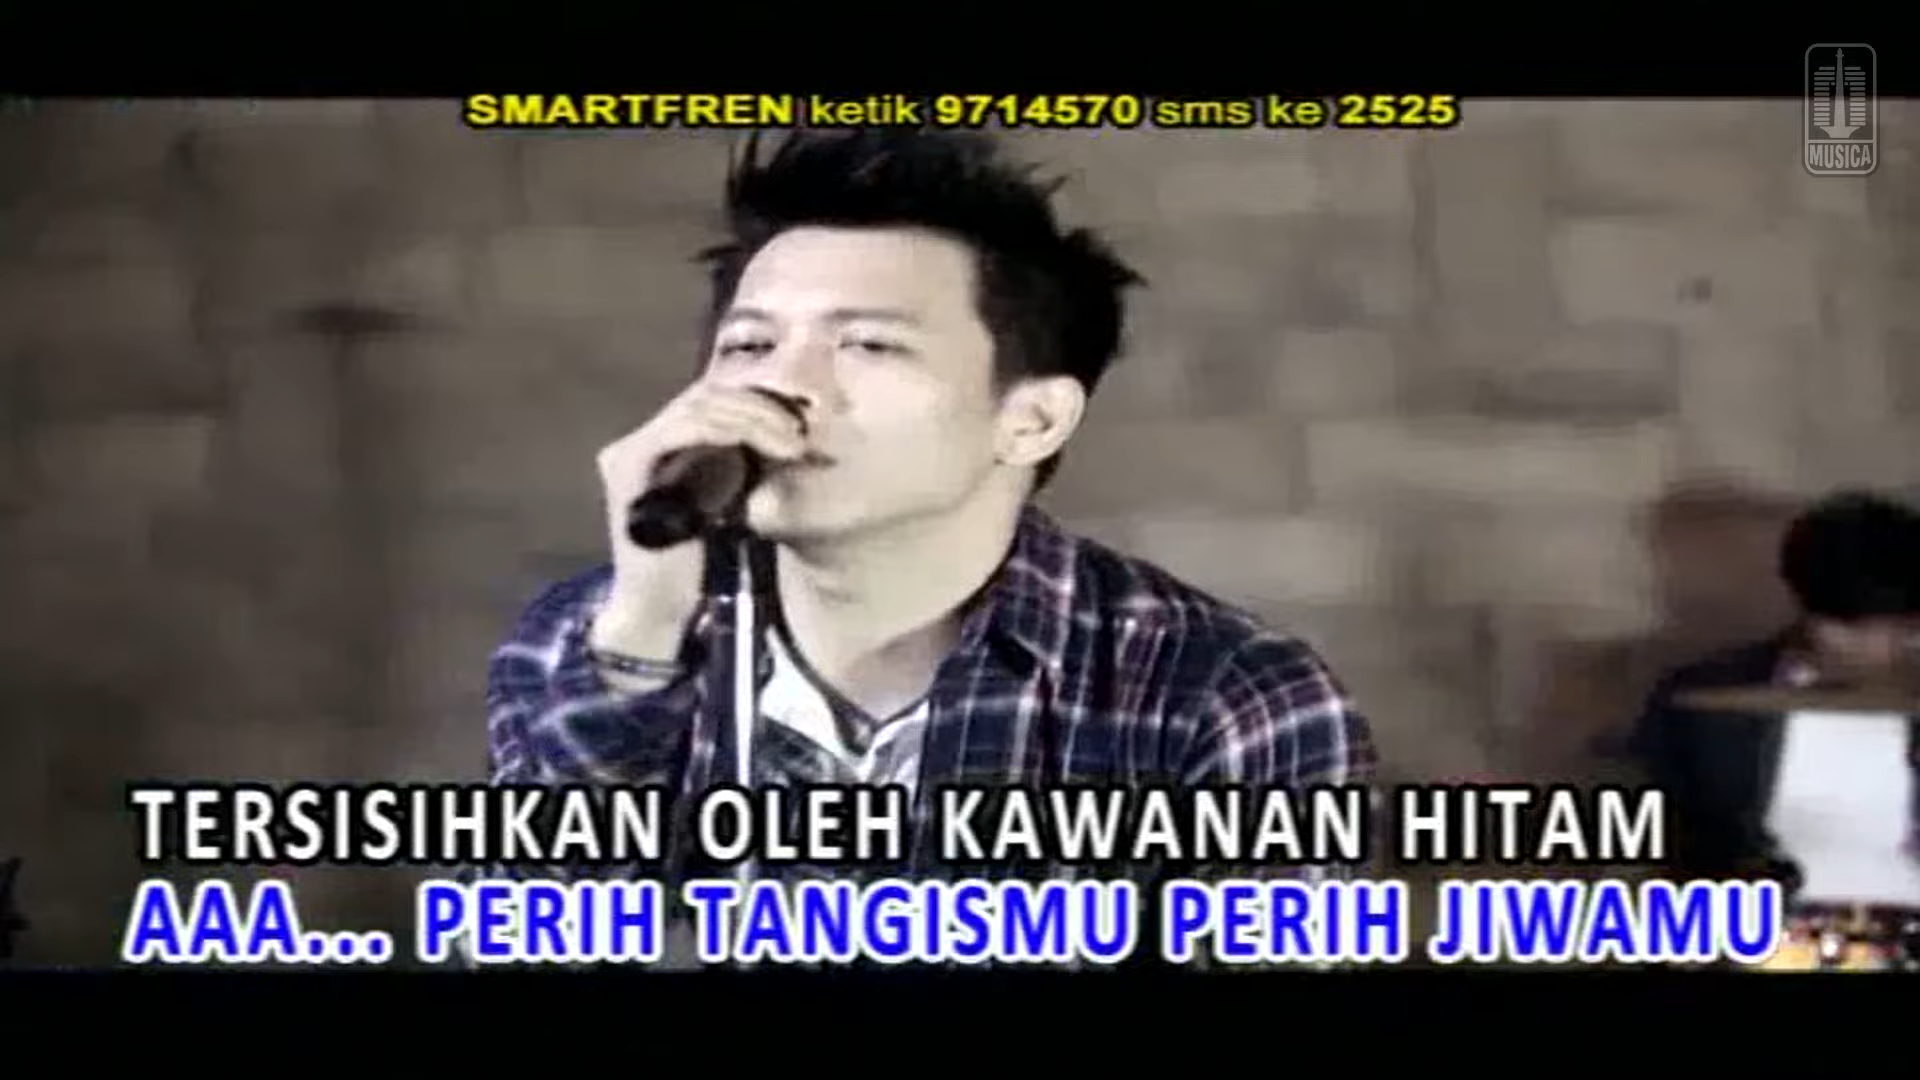 SMARTFREN ketik 9714570 sms ke 2525
MUSICA
TERSISIHKAN OLEH KAWANAN HITAM
AAA... PERIH TANGISMU PERIH JIWAMU